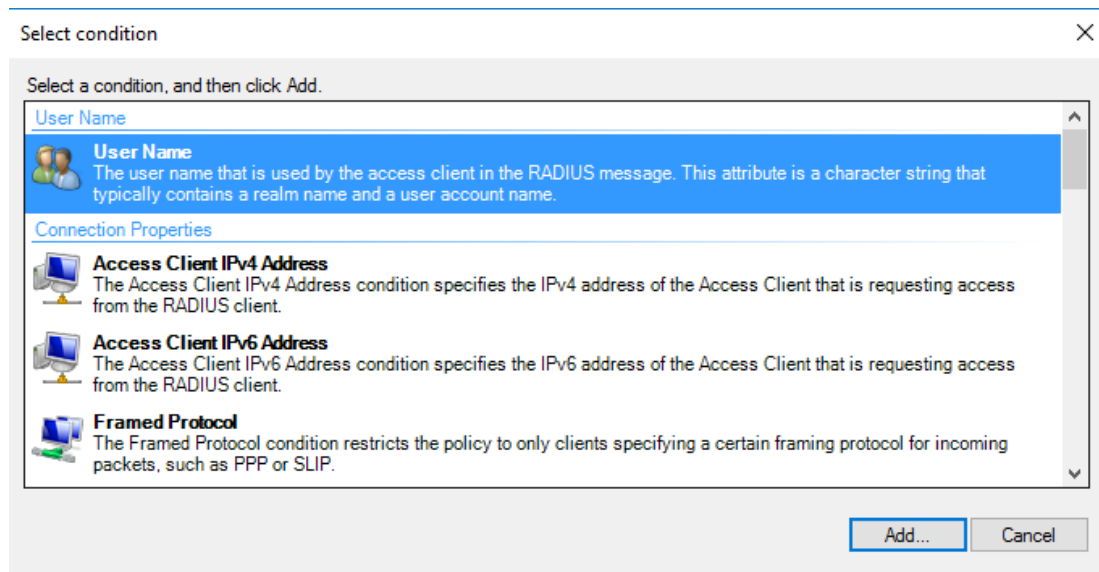 Select condition
Select a condition, and then click Add.
User Name
User Name
The user name that is used by the access client in the RADIUS message. This attribute is a character string that
typically contains a realm name and a user account name.
Connection Properties
Access Client IPv4 Address
The Access Client IPv4 Address condition specifies the IPv4 address of the Access Client that is requesting access
from the RADIUS client.
Access Client IPv6 Address
The Access Client IPv6 Address condition specifies the IPv6 address of the Access Client that is requesting access
from the RADIUS client.
Framed Protocol
The Framed Protocol condition restricts the policy to only clients specifying a certain framing protocol for incoming
packets, such as PPP or SLIP.
Add... Cancel